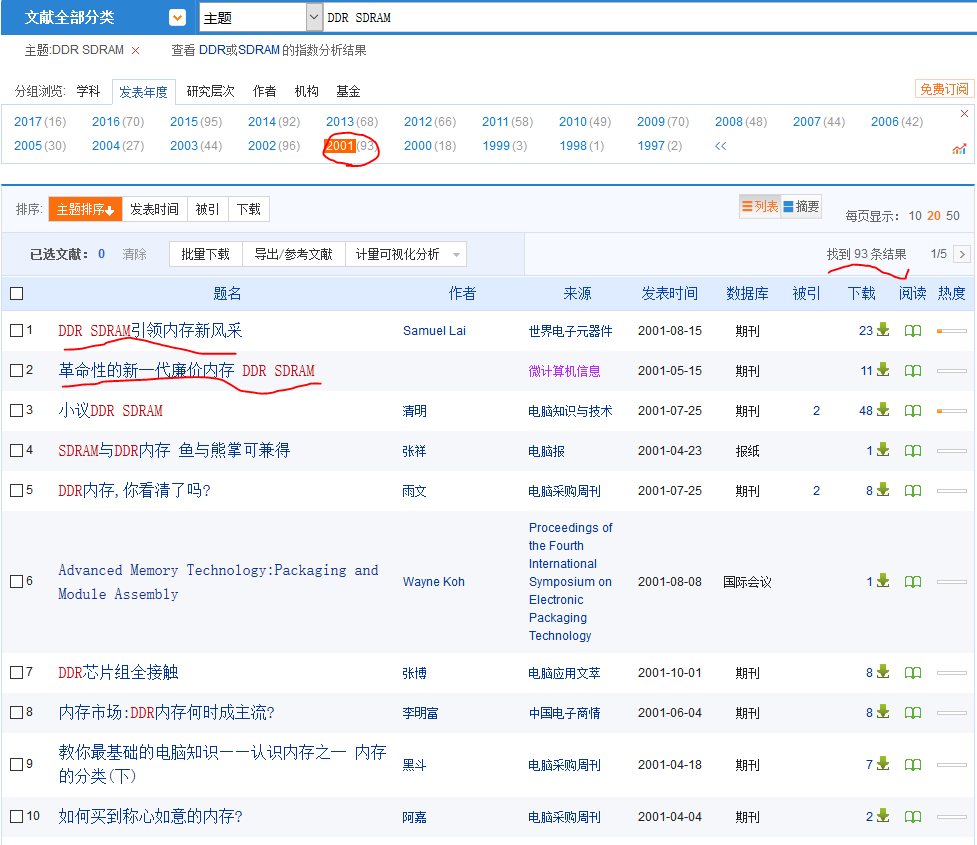 文献全部分类 主题 DDR SDRAM
主题:DDR SDRAM × 查看 DDR或SDRAM 的指数分析结果
分组浏览: 学科 发表年度 研究层次 作者 机构 基金 免费订阅
2017(16) 2016(70) 2015(95) 2014(92) 2013(68) 2012(66) 2011(58) 2010(49) 2009(70) 2008(48) 2007(44) 2006(42) ×
2005(30) 2004(27) 2003(44) 2002(96) 2001(93) 2000(18) 1999(3) 1998(1) 1997(2) <<
排序: 主题排序↓ 发表时间 被引 下载 列表 摘要 每页显示: 10 20 50
已选文献: 0 清除 批量下载 导出/参考文献 计量可视化分析 找到 93 条结果 1/5 >
题名 作者 来源 发表时间 数据库 被引 下载 阅读 热度
1 DDR SDRAM引领内存新风采 Samuel Lai 世界电子元器件 2001-08-15 期刊 23
2 革命性的新一代廉价内存 DDR SDRAM 微计算机信息 2001-05-15 期刊 11
3 小议DDR SDRAM 清明 电脑知识与技术 2001-07-25 期刊 2 48
4 SDRAM与DDR内存 鱼与熊掌可兼得 张祥 电脑报 2001-04-23 报纸 1
5 DDR内存,你看清了吗? 雨文 电脑采购周刊 2001-07-25 期刊 2 8
6 Advanced Memory Technology:Packaging and
Module Assembly
Wayne Koh
Proceedings of
the Fourth
International
Symposium on
Electronic
Packaging
Technology
2001-08-08 国际会议 1
7 DDR芯片组全接触 张博 电脑应用文萃 2001-10-01 期刊 8
8 内存市场:DDR内存何时成主流? 李明富 中国电子商情 2001-06-04 期刊 8
9 教你最基础的电脑知识——认识内存之一 内存
的分类(下)
黑斗 电脑采购周刊 2001-04-18 期刊 7
10 如何买到称心如意的内存? 阿嘉 电脑采购周刊 2001-04-04 期刊 2